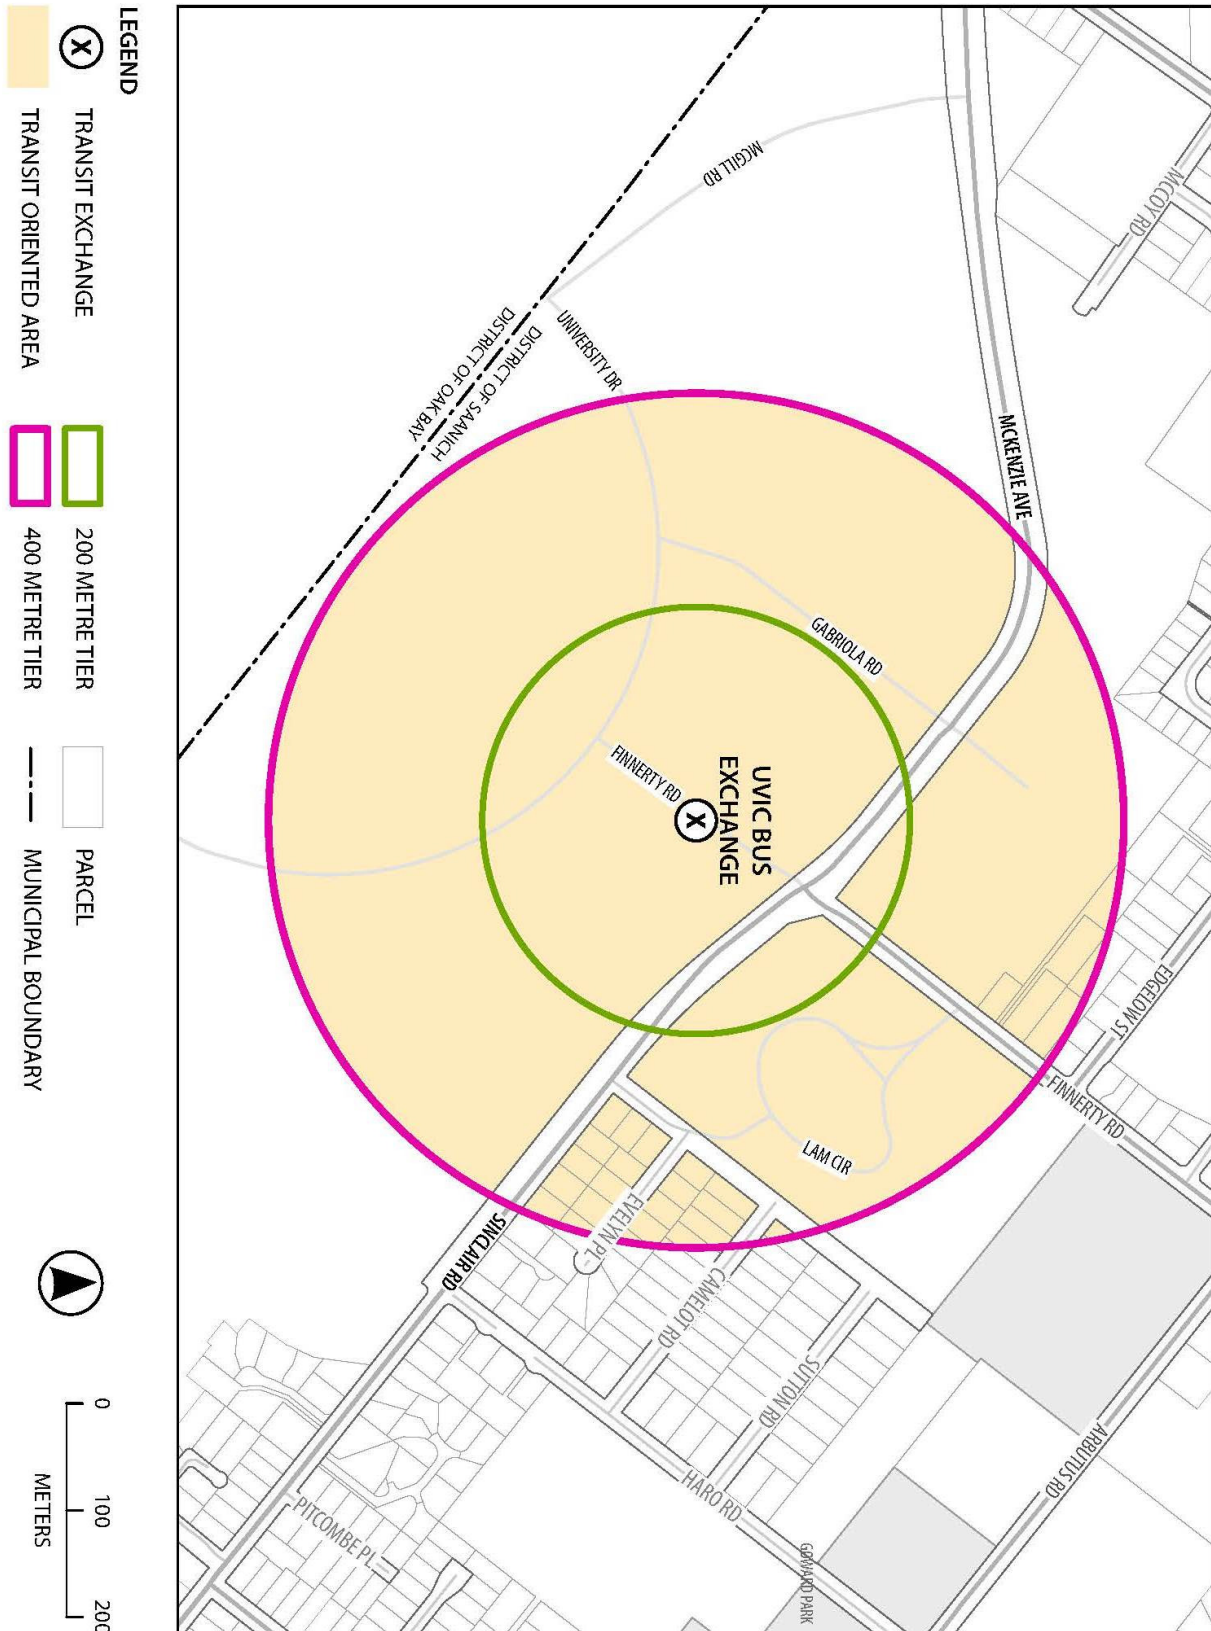 MCCOY RD
MCGILL RD
UNIVERSITY DR
DISTRICT OF SAANICH
DISTRICT OF OAK BAY
MCKENZIE AVE
GABRIOLA RD
FINNERTY RD
UVIC BUS
EXCHANGE
X
EDGELOW ST
FINNERTY RD
LAM CIR
EVELYN PL
SINCLAIR RD
CAMELOT RD
SUTTON RD
HARO RD
ARBUTUS RD
GOWARD PARK
PITCOMBE PL
LEGEND
X
TRANSIT EXCHANGE
TRANSIT ORIENTED AREA
200 METRE TIER
400 METRE TIER
PARCEL
MUNICIPAL BOUNDARY
0
100
200
METERS